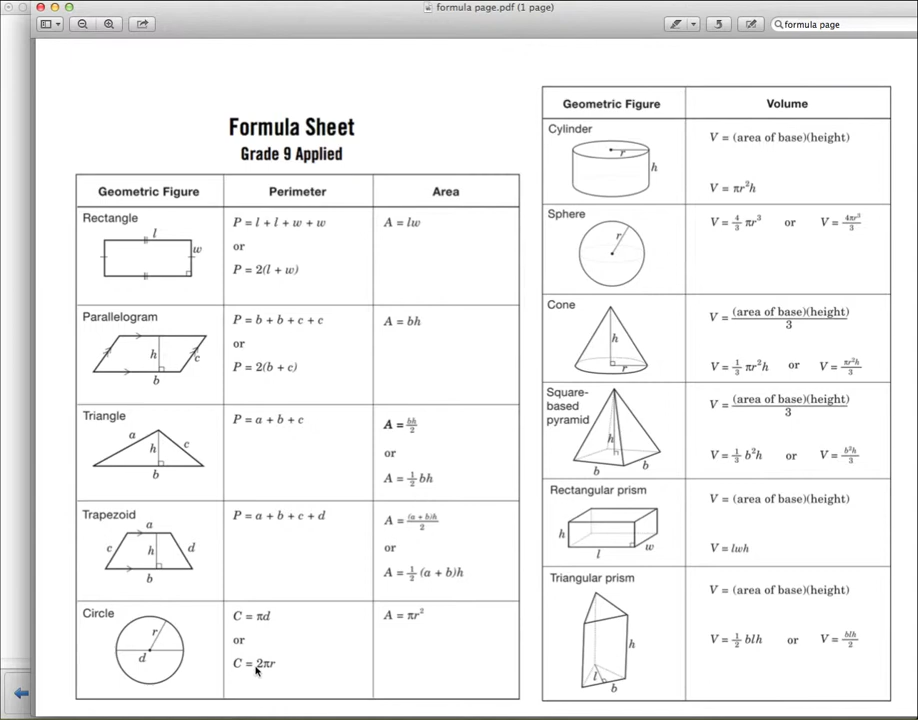 formula page.pdf (1 page)
formula page
Formula Sheet
Grade 9 Applied
Geometric Figure Perimeter Area
Rectangle
l
w
P = l + l + w + w
or
P = 2(l + w)
A = lw
Parallelogram
h
c
b
P = b + b + c + c
or
P = 2(b + c)
A = bh
Triangle
a
c
h
b
P = a + b + c
A = bh/2
or
A = 1/2 bh
Trapezoid
a
c
h
d
b
P = a + b + c + d
A = (a + b)h/2
or
A = 1/2 (a + b)h
Circle
r
d
C = πd
or
C = 2πr
A = πr²
Geometric Figure Volume
Cylinder
r
h
V = (area of base)(height)
V = πr²h
Sphere
r
V = 4/3 πr³ or V = 4πr³/3
Cone
h
r
V = (area of base)(height)/3
V = 1/3 πr²h or V = πr²h/3
Square-
based
pyramid
h
b
b
V = (area of base)(height)/3
V = 1/3 b²h or V = b²h/3
Rectangular prism
h
l
w
V = (area of base)(height)
V = lwh
Triangular prism
h
l
b
V = (area of base)(height)
V = 1/2 blh or V = blh/2